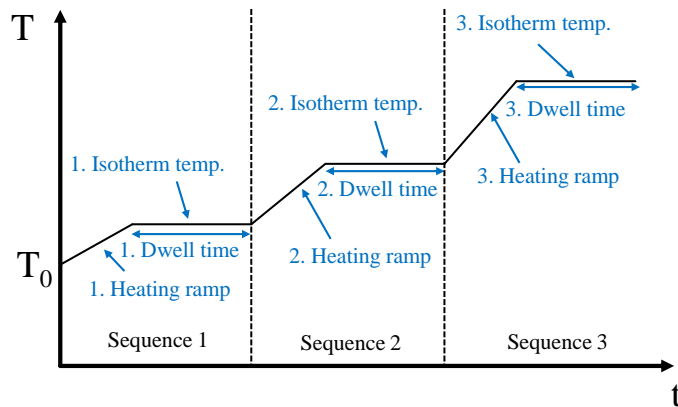 T
3. Isotherm temp.
2. Isotherm temp.
3. Dwell time
1. Isotherm temp.
2. Dwell time
3. Heating ramp
1. Dwell time
2. Heating ramp
T0
1. Heating ramp
Sequence 1
Sequence 2
Sequence 3
t